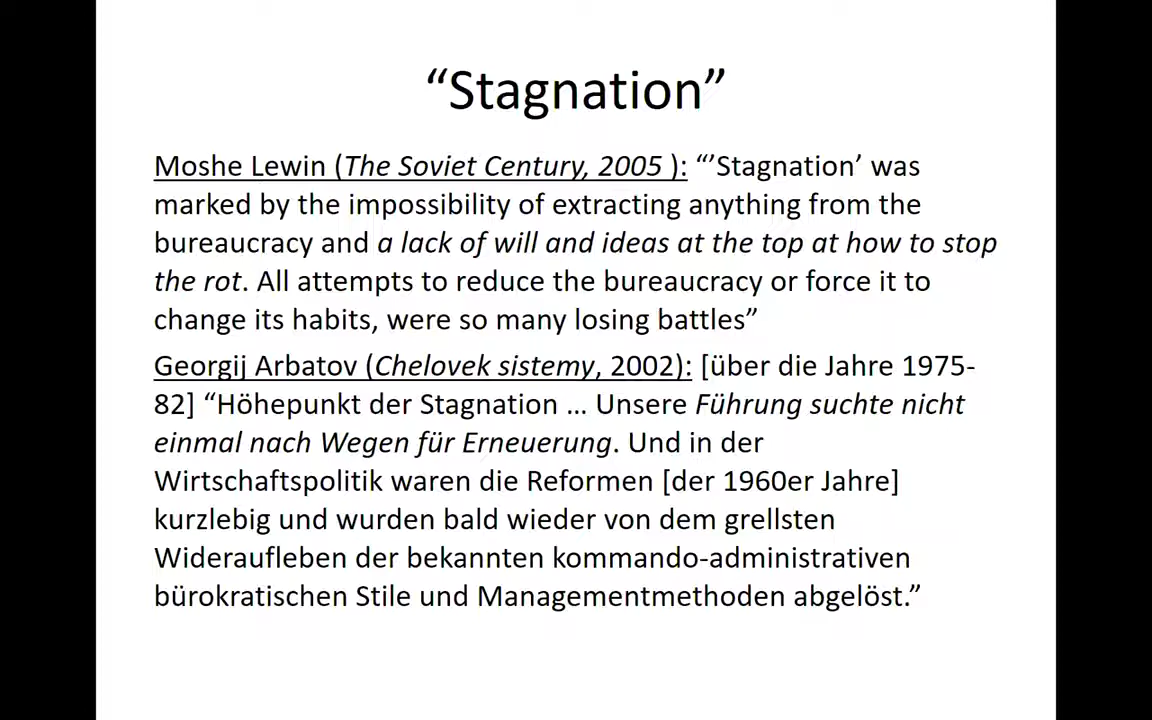 “Stagnation”
Moshe Lewin (The Soviet Century, 2005 ): “’Stagnation’ was
marked by the impossibility of extracting anything from the
bureaucracy and a lack of will and ideas at the top at how to stop
the rot. All attempts to reduce the bureaucracy or force it to
change its habits, were so many losing battles”
Georgij Arbatov (Chelovek sistemy, 2002): [über die Jahre 1975-
82] “Höhepunkt der Stagnation … Unsere Führung suchte nicht
einmal nach Wegen für Erneuerung. Und in der
Wirtschaftspolitik waren die Reformen [der 1960er Jahre]
kurzlebig und wurden bald wieder von dem grellsten
Wideraufleben der bekannten kommando-administrativen
bürokratischen Stile und Managementmethoden abgelöst.”